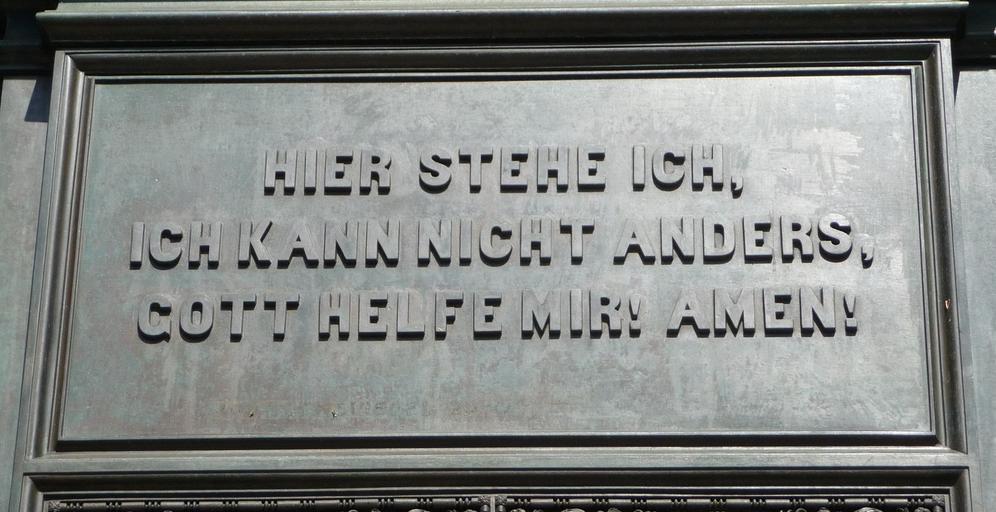 HIER STEHE ICH,
ICH KANN NICHT ANDERS,
GOTT HELFE MIR! AMEN!